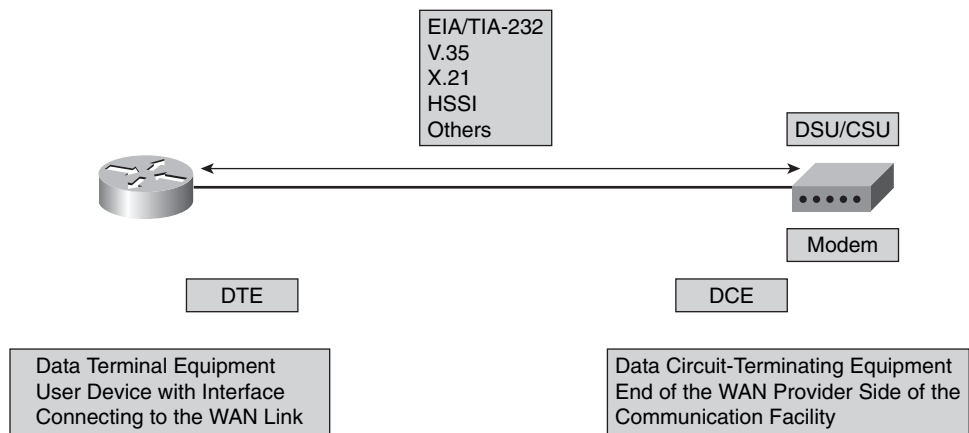 EIA/TIA-232
V.35
X.21
HSSI
Others
DSU/CSU
Modem
DTE
DCE
Data Terminal Equipment
User Device with Interface
Connecting to the WAN Link
Data Circuit-Terminating Equipment
End of the WAN Provider Side of the
Communication Facility